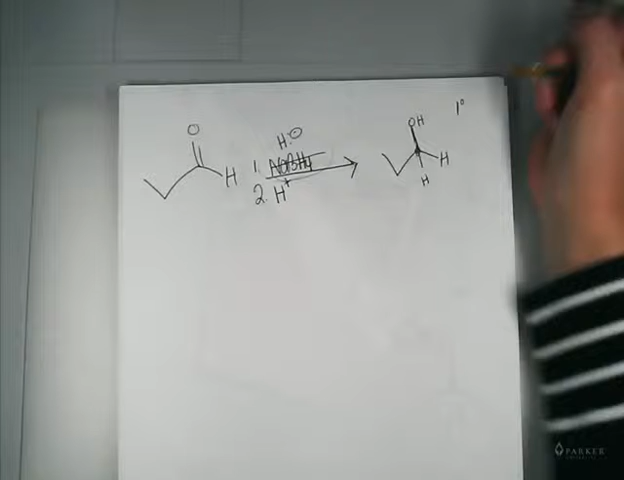 O
H
H:⊖
1. NaBH4
2. H+
OH
H
H
1°
PARKER